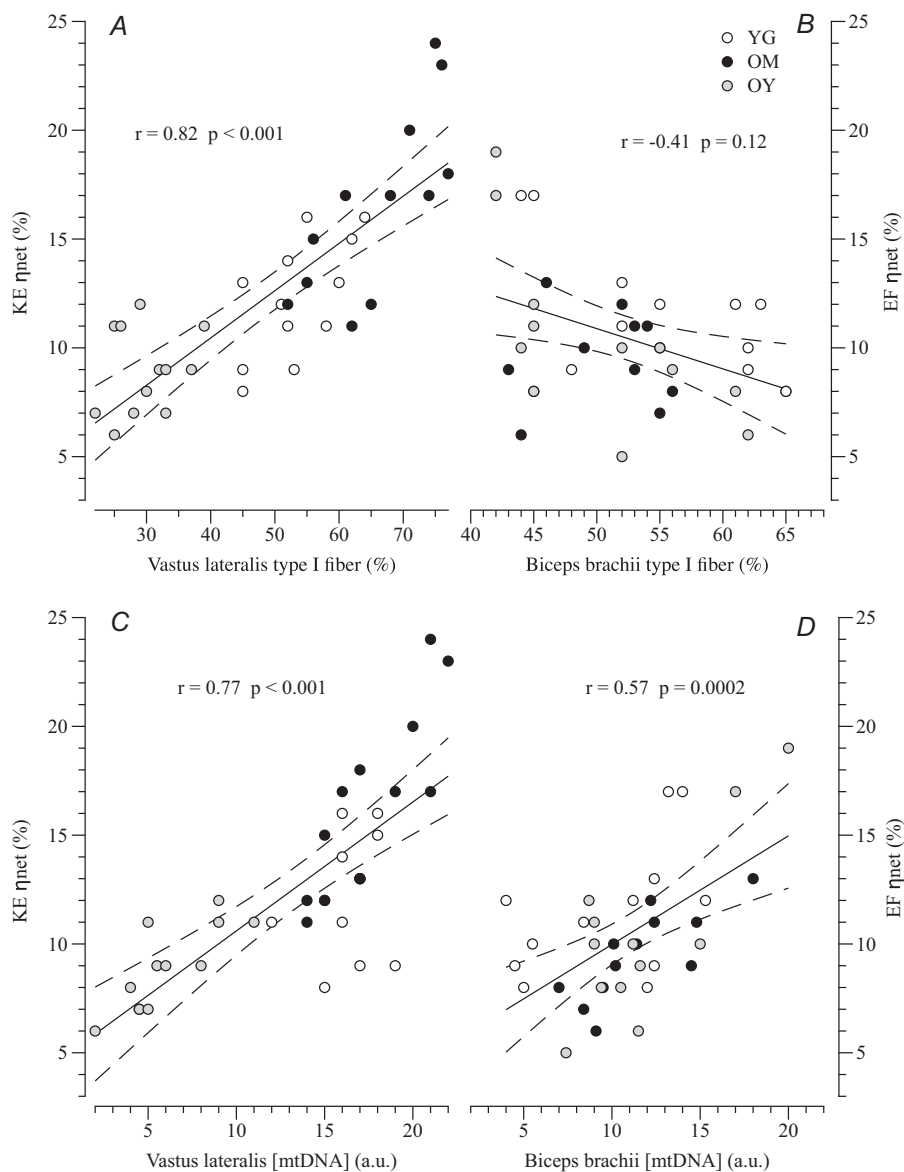 A
B
YG
OM
OY
r = 0.82 p < 0.001
r = -0.41 p = 0.12
25
20
15
10
5
KE ηnet (%)
25
20
15
10
5
EF ηnet (%)
30 40 50 60 70
40 45 50 55 60 65
Vastus lateralis type I fiber (%)
Biceps brachii type I fiber (%)
C
D
r = 0.77 p < 0.001
r = 0.57 p = 0.0002
25
20
15
10
5
KE ηnet (%)
25
20
15
10
5
EF ηnet (%)
5 10 15 20
5 10 15 20
Vastus lateralis [mtDNA] (a.u.)
Biceps brachii [mtDNA] (a.u.)